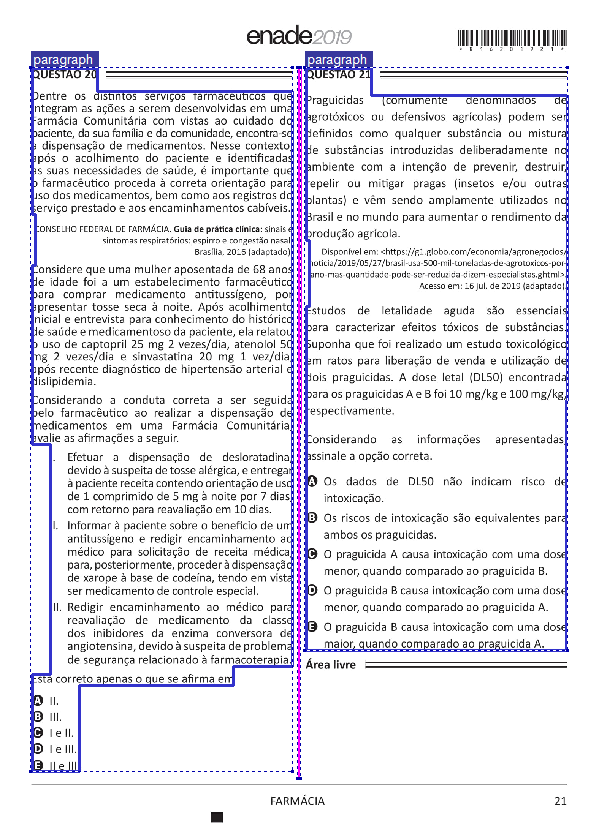 enade2019
paragraph
QUESTÃO 20
Dentre os distintos serviços farmacêuticos que
integram as ações a serem desenvolvidas em uma
Farmácia Comunitária com vistas ao cuidado do
paciente, da sua família e da comunidade, encontra-se
a dispensação de medicamentos. Nesse contexto,
após o acolhimento do paciente e identificadas
as suas necessidades de saúde, é importante que
o farmacêutico proceda à correta orientação para
uso dos medicamentos, bem como aos registros do
serviço prestado e aos encaminhamentos cabíveis.
CONSELHO FEDERAL DE FARMÁCIA. Guia de prática clínica: sinais e
sintomas respiratórios: espirro e congestão nasal.
Brasília, 2015 (adaptado).
Considere que uma mulher aposentada de 68 anos
de idade foi a um estabelecimento farmacêutico
para comprar medicamento antitussígeno, por
apresentar tosse seca à noite. Após acolhimento
inicial e entrevista para conhecimento do histórico
de saúde e medicamentoso da paciente, ela relatou
o uso de captopril 25 mg 2 vezes/dia, atenolol 50
mg 2 vezes/dia e sinvastatina 20 mg 1 vez/dia,
após recente diagnóstico de hipertensão arterial e
dislipidemia.
Considerando a conduta correta a ser seguida
pelo farmacêutico ao realizar a dispensação de
medicamentos em uma Farmácia Comunitária,
avalie as afirmações a seguir.
I. Efetuar a dispensação de desloratadina,
devido à suspeita de tosse alérgica, e entregar
à paciente receita contendo orientação de uso
de 1 comprimido de 5 mg à noite por 7 dias,
com retorno para reavaliação em 10 dias.
II. Informar à paciente sobre o benefício de um
antitussígeno e redigir encaminhamento ao
médico para solicitação de receita médica
para, posteriormente, proceder à dispensação
de xarope à base de codeína, tendo em vista
ser medicamento de controle especial.
III. Redigir encaminhamento ao médico para
reavaliação de medicamento da classe
dos inibidores da enzima conversora de
angiotensina, devido à suspeita de problema
de segurança relacionado à farmacoterapia.
Está correto apenas o que se afirma em
A II.
B III.
C I e II.
D I e III.
E II e III.
paragraph
QUESTÃO 21
Praguicidas (comumente denominados de
agrotóxicos ou defensivos agrícolas) podem ser
definidos como qualquer substância ou mistura
de substâncias introduzidas deliberadamente no
ambiente com a intenção de prevenir, destruir,
repelir ou mitigar pragas (insetos e/ou outras
plantas) e vêm sendo amplamente utilizados no
Brasil e no mundo para aumentar o rendimento da
produção agrícola.
Disponível em: <https://g1.globo.com/economia/agronegocios/
noticia/2019/05/27/brasil-usa-500-mil-toneladas-de-agrotoxicos-por-
ano-mas-quantidade-pode-ser-reduzida-dizem-especialistas.ghtml>.
Acesso em: 16 jul. de 2019 (adaptado).
Estudos de letalidade aguda são essenciais
para caracterizar efeitos tóxicos de substâncias.
Suponha que foi realizado um estudo toxicológico
em ratos para liberação de venda e utilização de
dois praguicidas. A dose letal (DL50) encontrada
para os praguicidas A e B foi 10 mg/kg e 100 mg/kg,
respectivamente.
Considerando as informações apresentadas,
assinale a opção correta.
A Os dados de DL50 não indicam risco de
intoxicação.
B Os riscos de intoxicação são equivalentes para
ambos os praguicidas.
C O praguicida A causa intoxicação com uma dose
menor, quando comparado ao praguicida B.
D O praguicida B causa intoxicação com uma dose
menor, quando comparado ao praguicida A.
E O praguicida B causa intoxicação com uma dose
maior, quando comparado ao praguicida A.
Área livre
FARMÁCIA
21